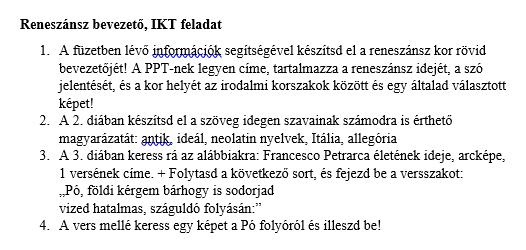 Reneszánsz bevezető, IKT feladat
1. A füzetben lévő információk segítségével készítsd el a reneszánsz kor rövid
bevezetőjét! A PPT-nek legyen címe, tartalmazza a reneszánsz idejét, a szó
jelentését, és a kor helyét az irodalmi korszakok között és egy általad választott
képet!
2. A 2. diában készítsd el a szöveg idegen szavainak számodra is érthető
magyarázatát: antik, ideál, neolatin nyelvek, Itália, allegória
3. A 3. diában keress rá az alábbiakra: Francesco Petrarca életének ideje, arcképe,
1 versének címe. + Folytasd a következő sort, és fejezd be a versszakot:
„Pó, földi kérgem bárhogy is sodorjad
vized hatalmas, száguldó folyásán:”
4. A vers mellé keress egy képet a Pó folyóról és illeszd be!